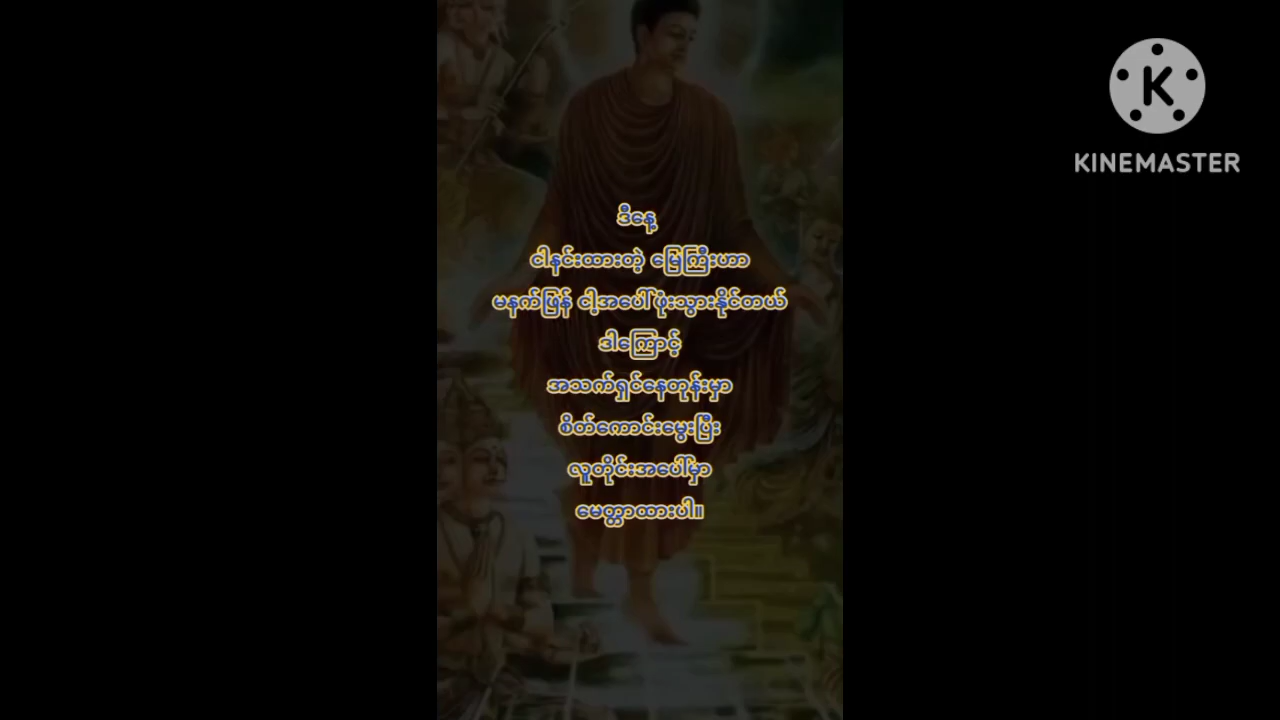 ဒီနေ့
ငါနင်းထားတဲ့ မြေကြီးဟာ
မနက်ဖြန် ငါ့အပေါ် ဖုံးသွားနိုင်တယ်
ဒါကြောင့်
အသက်ရှင်နေတုန်းမှာ
စိတ်ကောင်းမွေးပြီး
လူတိုင်းအပေါ်မှာ
မေတ္တာထားပါ။
K
KINEMASTER